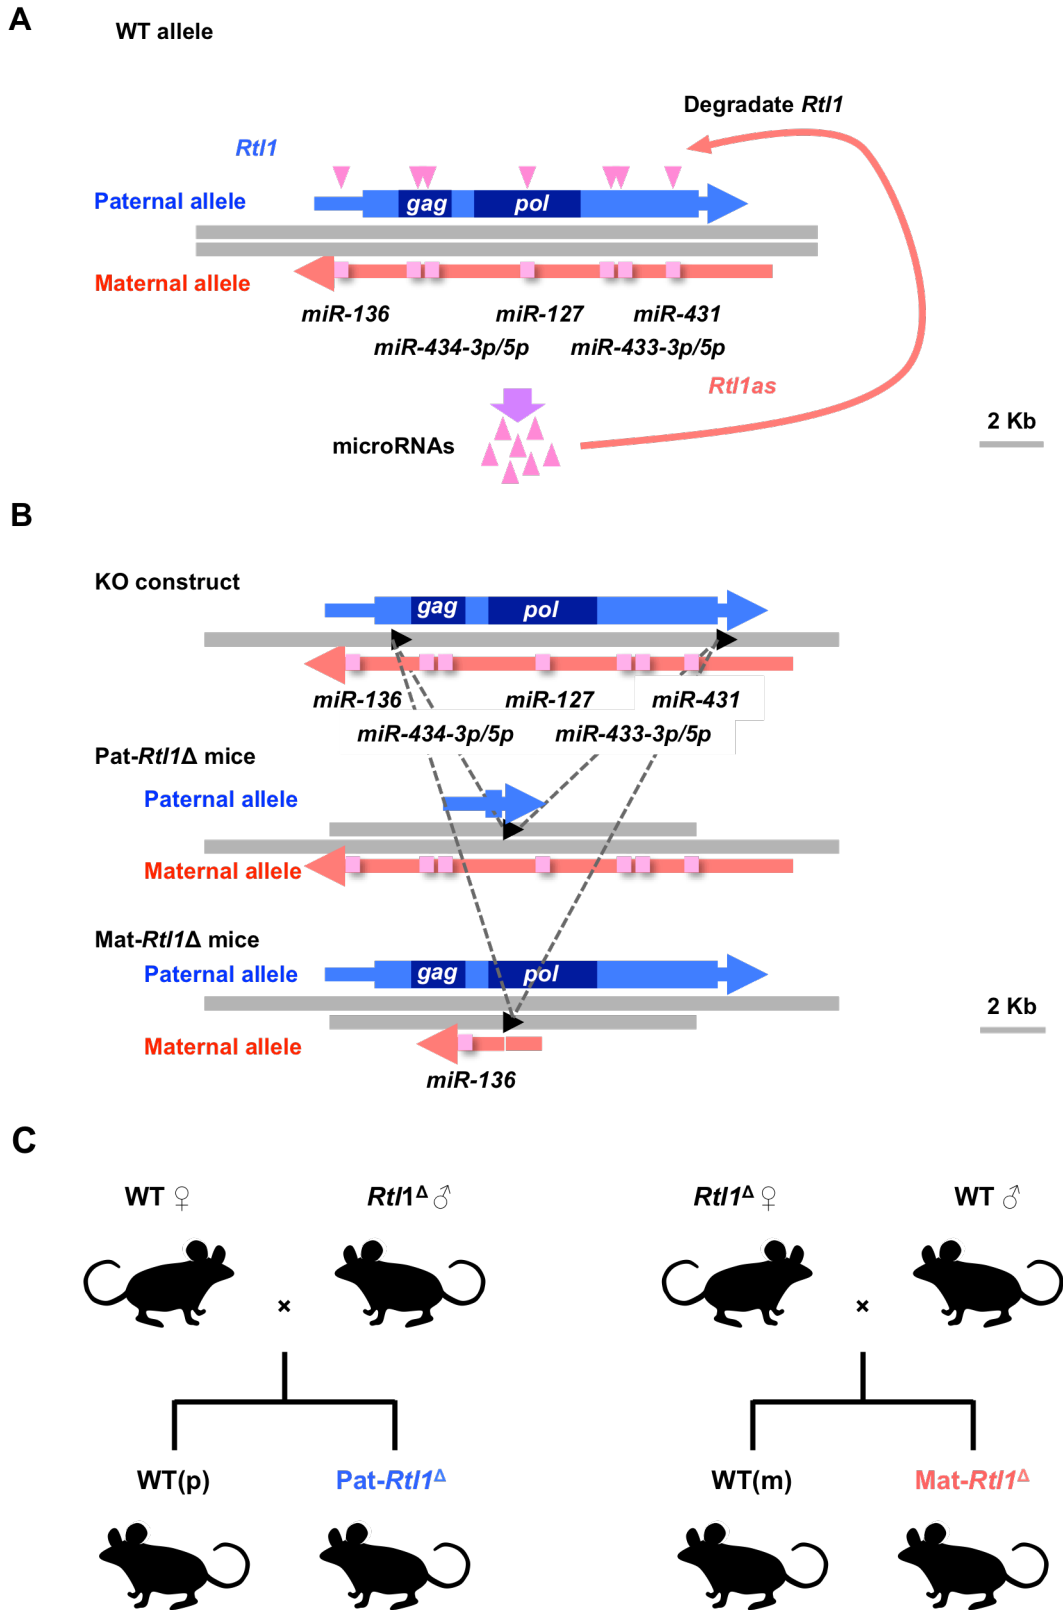 A
WT allele
Degradate Rtl1
Rtl1
Paternal allele
gag pol
Maternal allele
miR-136 miR-127 miR-431
miR-434-3p/5p miR-433-3p/5p
Rtl1as
microRNAs
2 Kb
B
KO construct
gag pol
miR-136 miR-127 miR-431
miR-434-3p/5p miR-433-3p/5p
Pat-Rtl1Δ mice
Paternal allele
Maternal allele
Mat-Rtl1Δ mice
Paternal allele
gag pol
2 Kb
Maternal allele
miR-136
C
WT ♀ Rtl1Δ ♂ Rtl1Δ ♀ WT ♂
× ×
WT(p) Pat-Rtl1Δ WT(m) Mat-Rtl1Δ